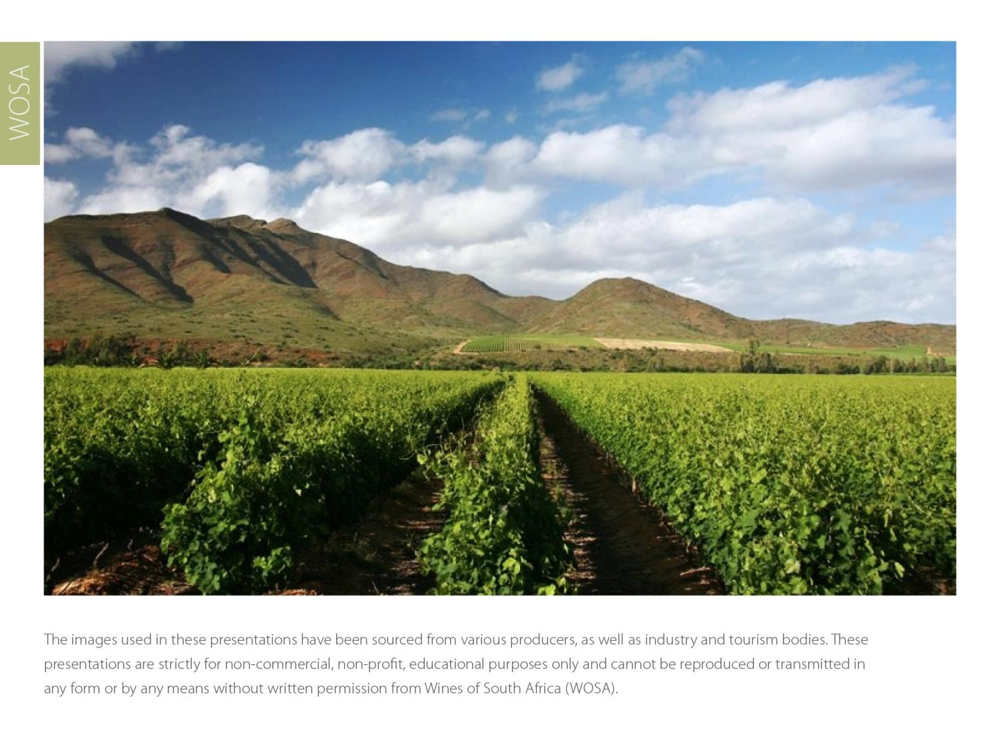 WOSA
The images used in these presentations have been sourced from various producers, as well as industry and tourism bodies. These
presentations are strictly for non-commercial, non-profit, educational purposes only and cannot be reproduced or transmitted in
any form or by any means without written permission from Wines of South Africa (WOSA).